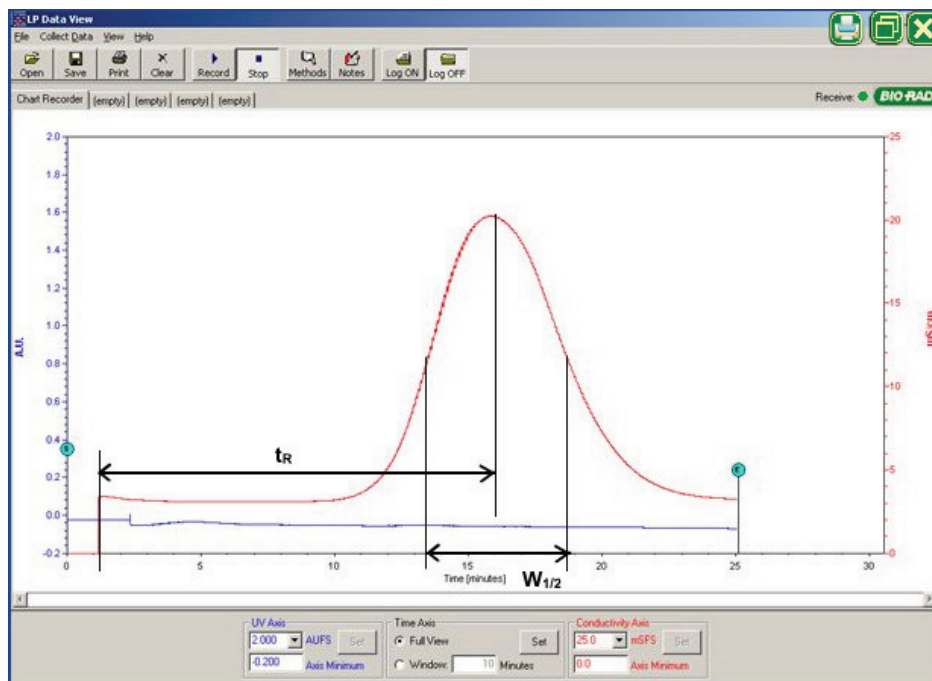 LP Data View
File Collect Data View Help
Open Save Print Clear Record Stop Methods Notes Log ON Log OFF
Chart Recorder (empty) (empty) (empty) (empty) Receive: BIO-RAD
2.0 25
1.8
1.6 20
1.4
1.2 15
1.0
A.U.
0.8
10
0.6
0.4
tR
5
0.2
0.0
-0.2 0
0 5 10 15 20 25 30
Time [minutes]
W1/2
UV Axis Time Axis Conductivity Axis
2.000 AUFS Set Full View Set 25.0 mSFS Set
-0.200 Axis Minimum Window: 10 Minutes 0.0 Axis Minimum